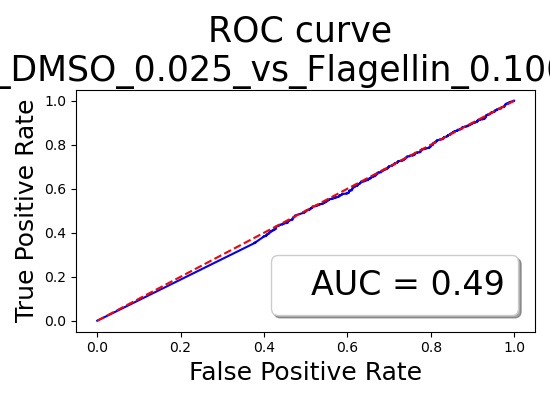 ROC curve
_DMSO_0.025_vs_Flagellin_0.100
True Positive Rate
1.0
0.8
0.6
0.4
0.2
0.0
AUC = 0.49
0.0 0.2 0.4 0.6 0.8 1.0
False Positive Rate